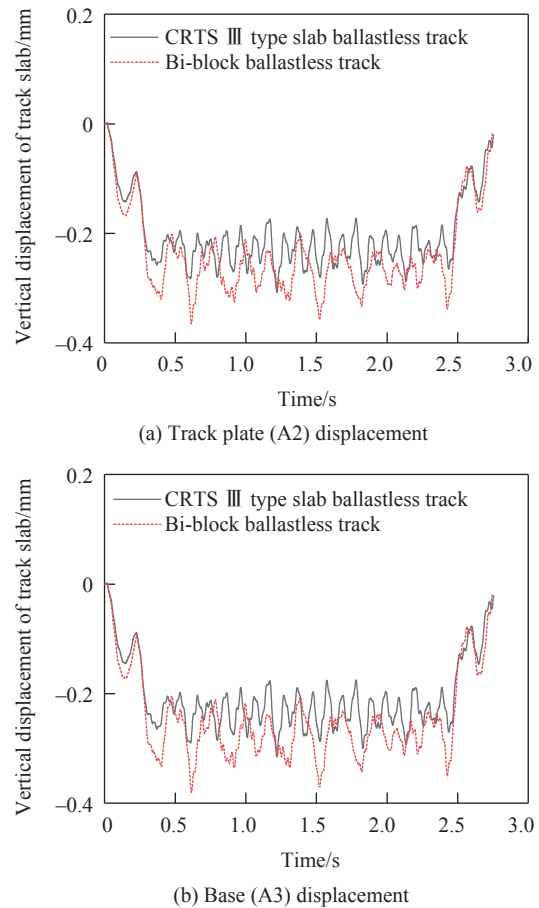 0.2
CRTS Ⅲ type slab ballastless track
Bi-block ballastless track
0
–0.2
–0.4
Vertical displacement of track slab/mm
0 0.5 1.0 1.5 2.0 2.5 3.0
Time/s
(a) Track plate (A2) displacement
0.2
CRTS Ⅲ type slab ballastless track
Bi-block ballastless track
0
–0.2
–0.4
Vertical displacement of track slab/mm
0 0.5 1.0 1.5 2.0 2.5 3.0
Time/s
(b) Base (A3) displacement